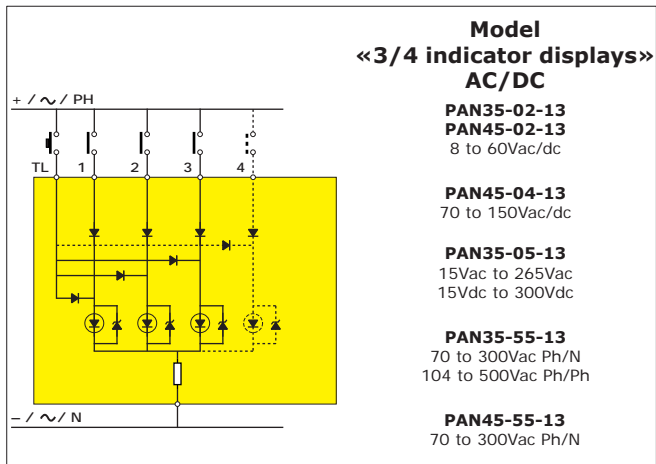 Model
«3/4 indicator displays»
AC/DC
+ / ∿ / PH
TL 1 2 3 4
PAN35-02-13
PAN45-02-13
8 to 60Vac/dc
PAN45-04-13
70 to 150Vac/dc
PAN35-05-13
15Vac to 265Vac
15Vdc to 300Vdc
PAN35-55-13
70 to 300Vac Ph/N
104 to 500Vac Ph/Ph
PAN45-55-13
70 to 300Vac Ph/N
– / ∿ / N